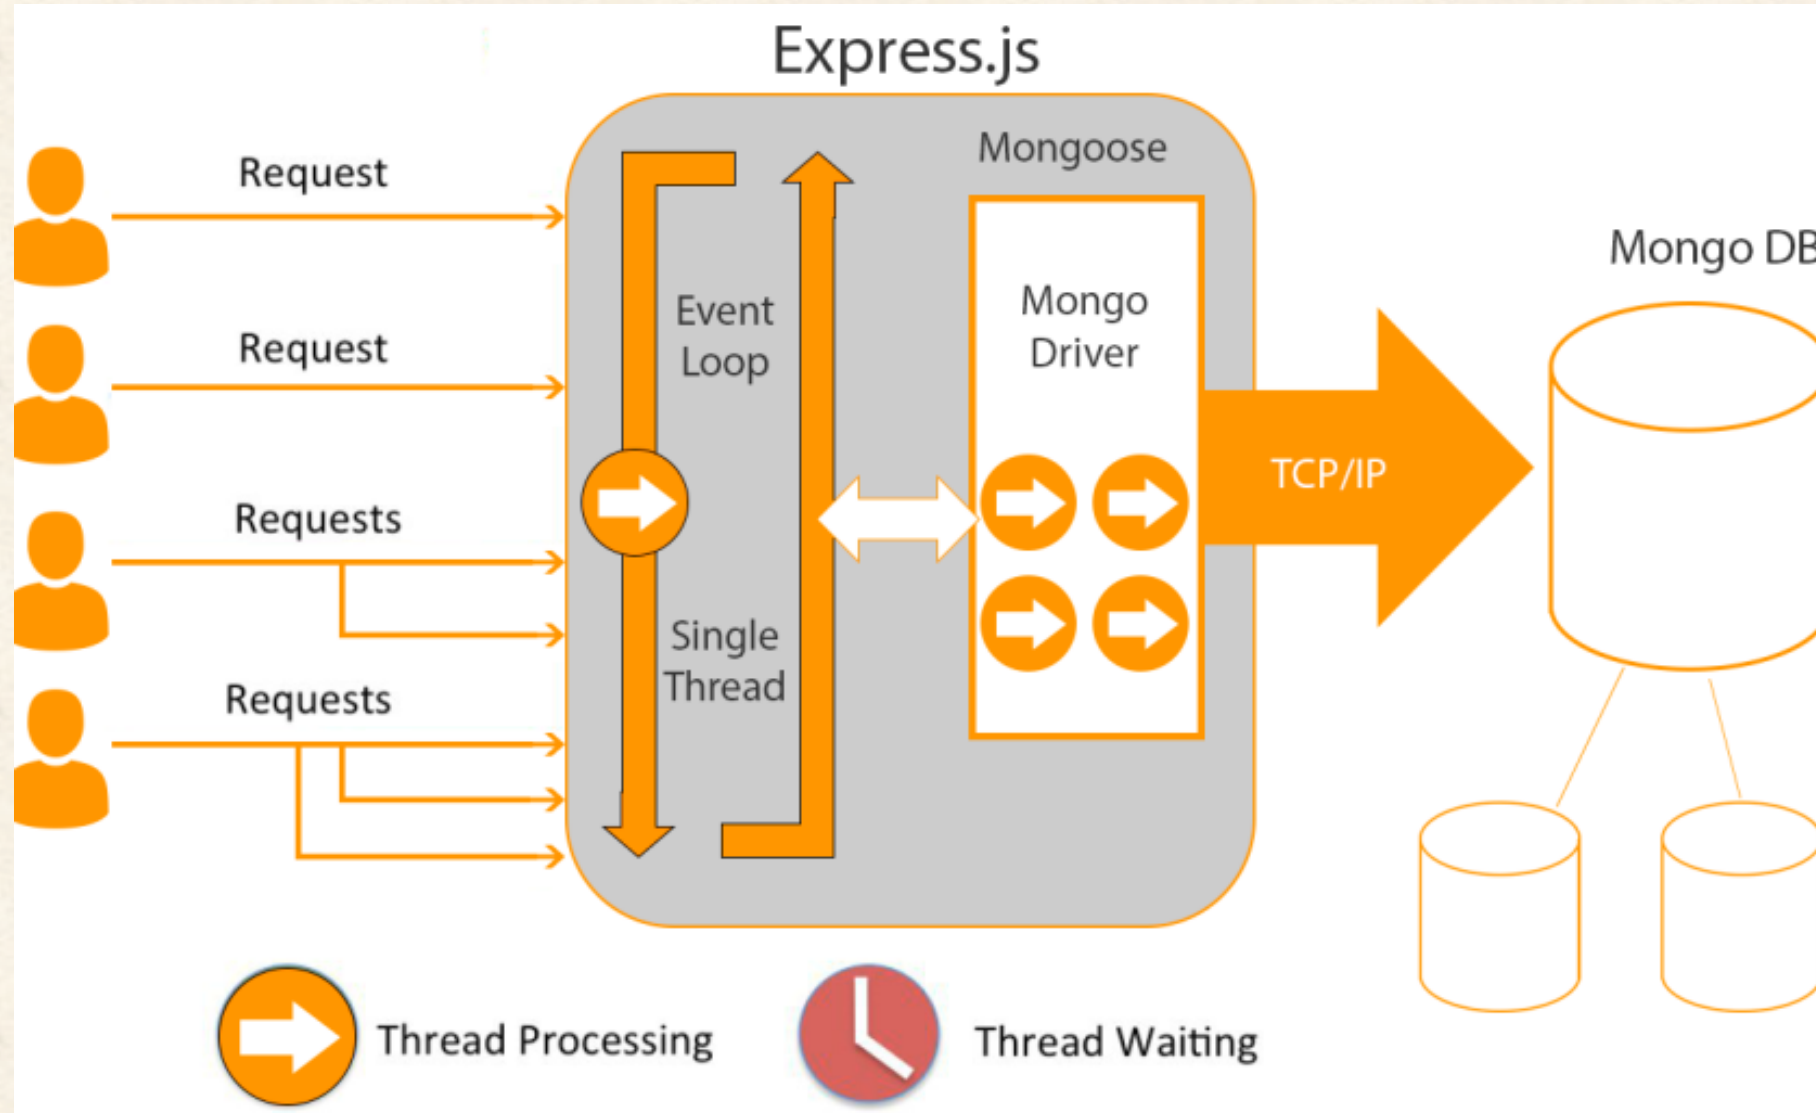 Express.js
Mongoose
Request
Request
Requests
Requests
Event
Loop
Single
Thread
Mongo
Driver
TCP/IP
Mongo DB
Thread Processing
Thread Waiting